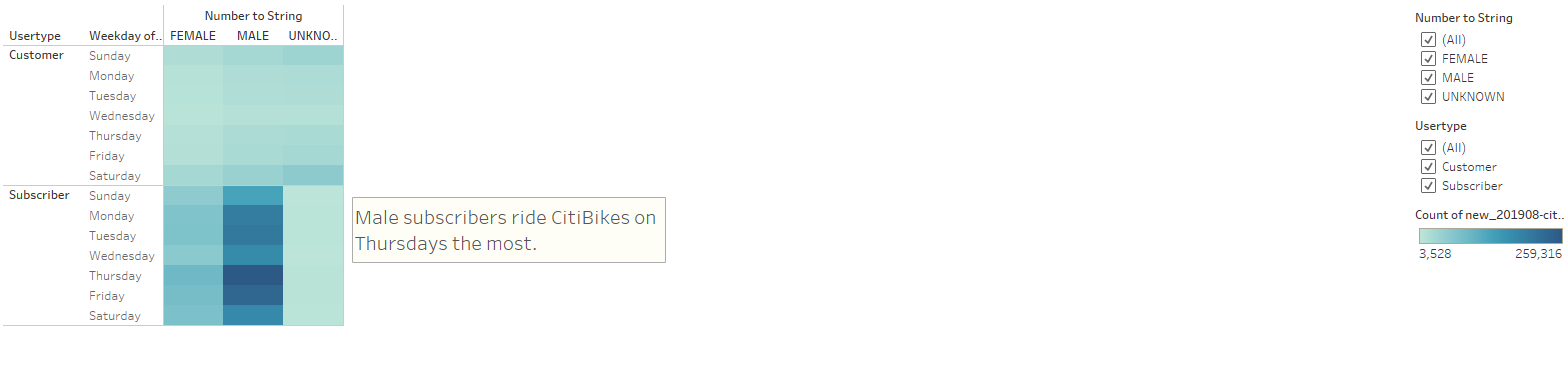 Number to String
Usertype Weekday of.. FEMALE MALE UNKNO..
Customer Sunday
Monday
Tuesday
Wednesday
Thursday
Friday
Saturday
Subscriber Sunday
Monday
Tuesday
Wednesday
Thursday
Friday
Saturday
Male subscribers ride CitiBikes on
Thursdays the most.
Number to String
(All)
FEMALE
MALE
UNKNOWN
Usertype
(All)
Customer
Subscriber
Count of new_201908-cit..
3,528 259,316